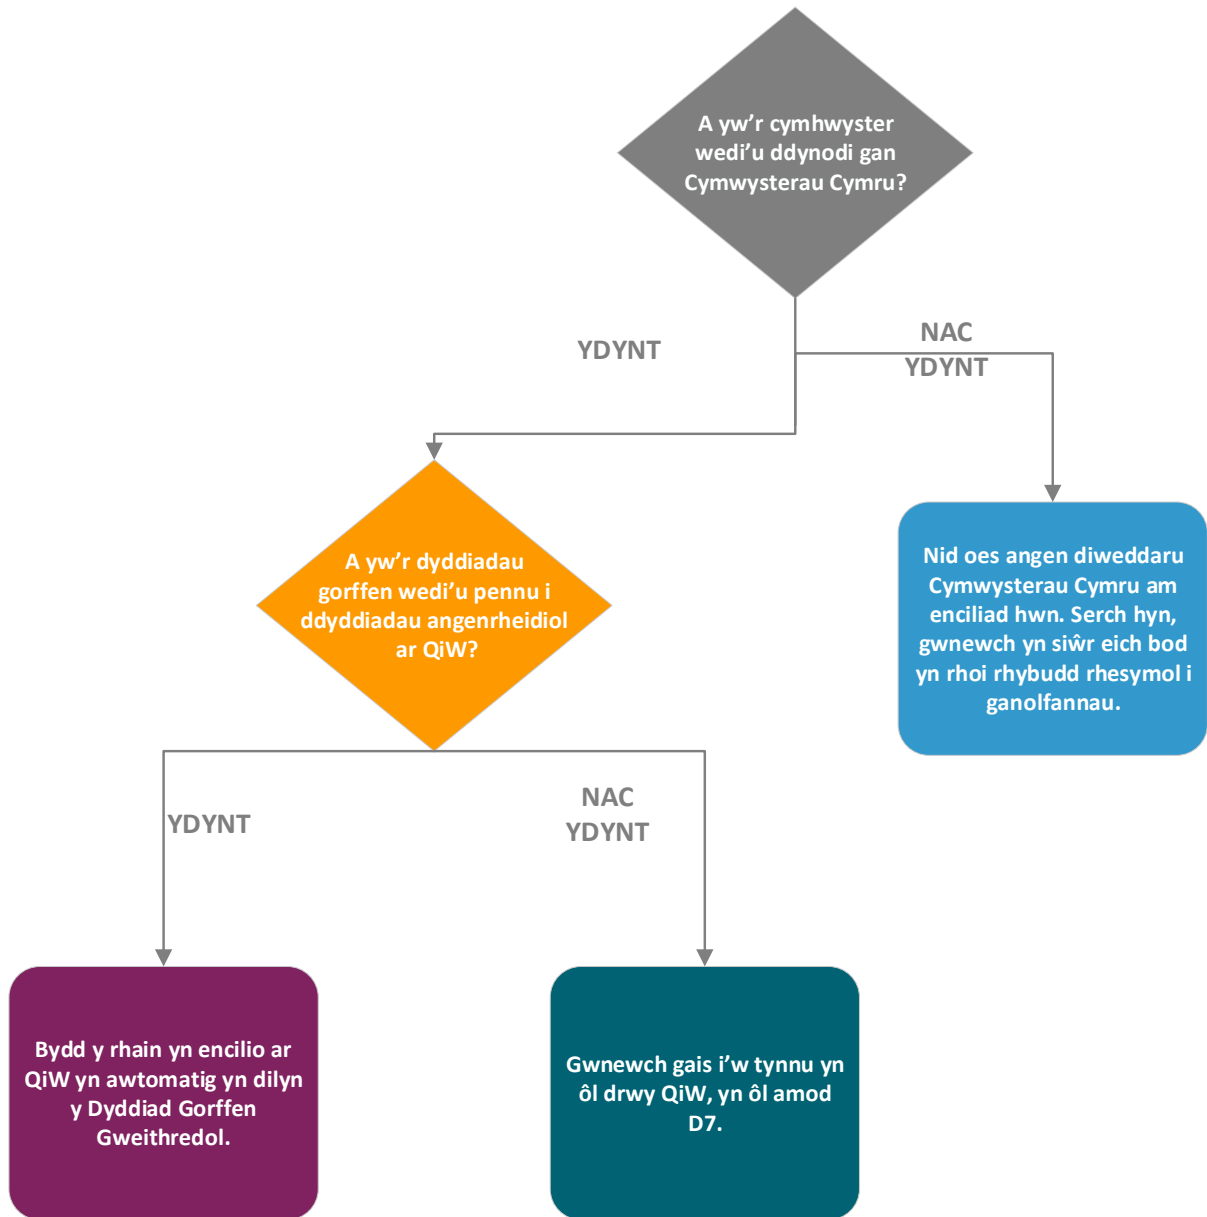 A yw'r cymhwyster
wedi'u ddynodi gan
Cymwysterau Cymru?
YDYNT
NAC
YDYNT
A yw'r dyddiadau
gorffen wedi'u pennu i
ddyddiadau angenrheidiol
ar QiW?
Nid oes angen diweddaru
Cymwysterau Cymru am
enciliad hwn. Serch hyn,
gwnewch yn siŵr eich bod
yn rhoi rhybudd rhesymol i
ganolfannau.
YDYNT
NAC
YDYNT
Bydd y rhain yn encilio ar
QiW yn awtomatig yn dilyn
y Dyddiad Gorffen
Gweithredol.
Gwnewch gais i'w tynnu yn
ôl drwy QiW, yn ôl amod
D7.